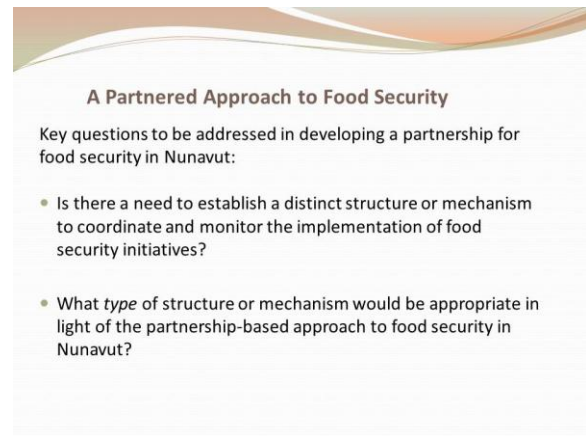 A Partnered Approach to Food Security
Key questions to be addressed in developing a partnership for
food security in Nunavut:
• Is there a need to establish a distinct structure or mechanism
to coordinate and monitor the implementation of food
security initiatives?
• What type of structure or mechanism would be appropriate in
light of the partnership-based approach to food security in
Nunavut?